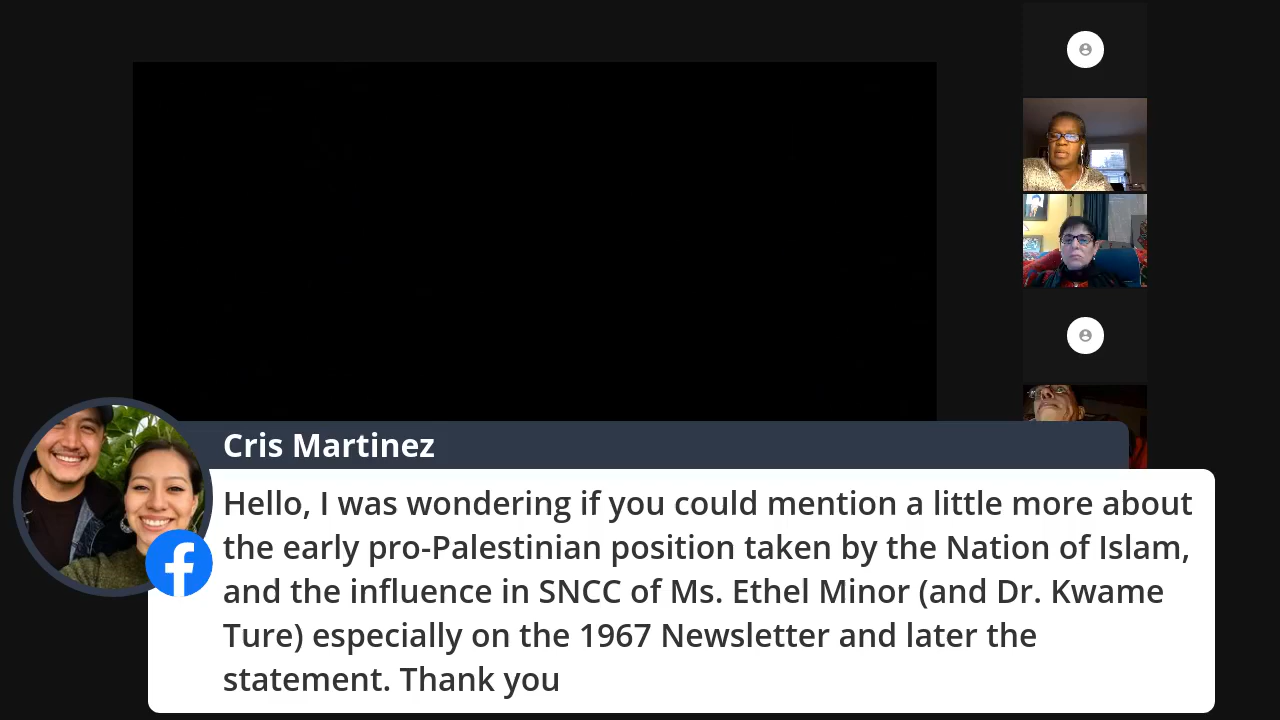 Cris Martinez
Hello, I was wondering if you could mention a little more about
the early pro-Palestinian position taken by the Nation of Islam,
and the influence in SNCC of Ms. Ethel Minor (and Dr. Kwame
Ture) especially on the 1967 Newsletter and later the
statement. Thank you